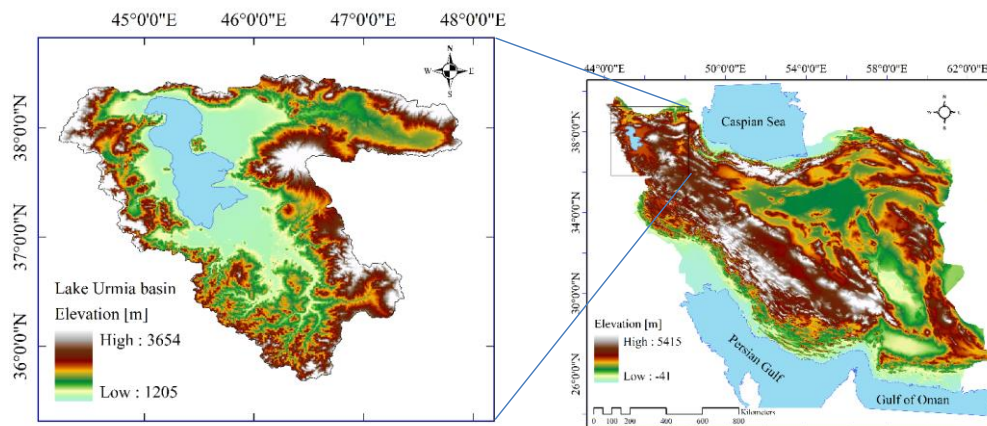 45°0'0"E 46°0'0"E 47°0'0"E 48°0'0"E
N
W E
S
38°0'0"N
37°0'0"N
36°0'0"N
Lake Urmia basin
Elevation [m]
High : 3654
Low : 1205
44°0'0"E 50°0'0"E 54°0'0"E 58°0'0"E 62°0'0"E
38°0'0"N
34°0'0"N
30°0'0"N
26°0'0"N
Caspian Sea
Persian Gulf
Gulf of Oman
Elevation [m]
High : 5415
Low : -41
0 100 200 400 600 800
Kilometers